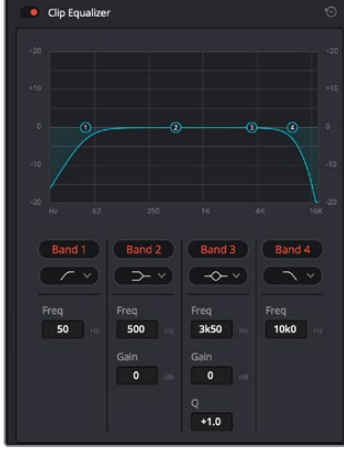 Clip Equalizer
+20 +20
+10 +10
0 1 2 3 4 0
-10 -10
-20 -20
Hz 62 250 1K 4K 16K
Band 1 Band 2 Band 3 Band 4
Freq Freq Freq Freq
50 Hz 500 Hz 3k50 Hz 10k0 Hz
Gain Gain
0 dB 0 dB
Q
+1.0